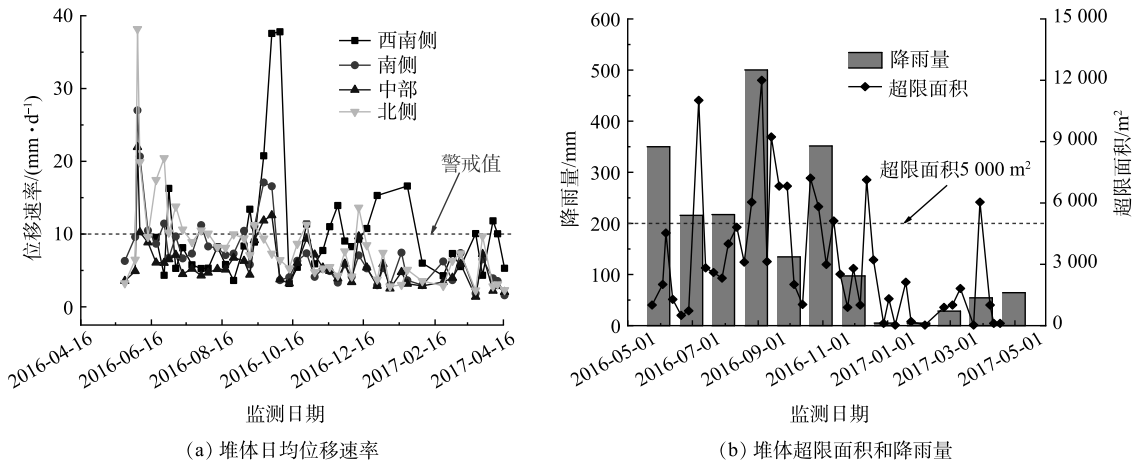 位移速率/(mm·d⁻¹)
40
30
20
10
0
西南侧
南侧
中部
北侧
警戒值
2016-04-16
2016-06-16
2016-08-16
2016-10-16
2016-12-16
2017-02-16
2017-04-16
监测日期
(a) 堆体日均位移速率
降雨量/mm
600
500
400
300
200
100
0
降雨量
超限面积
超限面积5 000 m²
15 000
12 000
9 000
6 000
3 000
0
超限面积/m²
2016-05-01
2016-07-01
2016-09-01
2016-11-01
2017-01-01
2017-03-01
2017-05-01
监测日期
(b) 堆体超限面积和降雨量